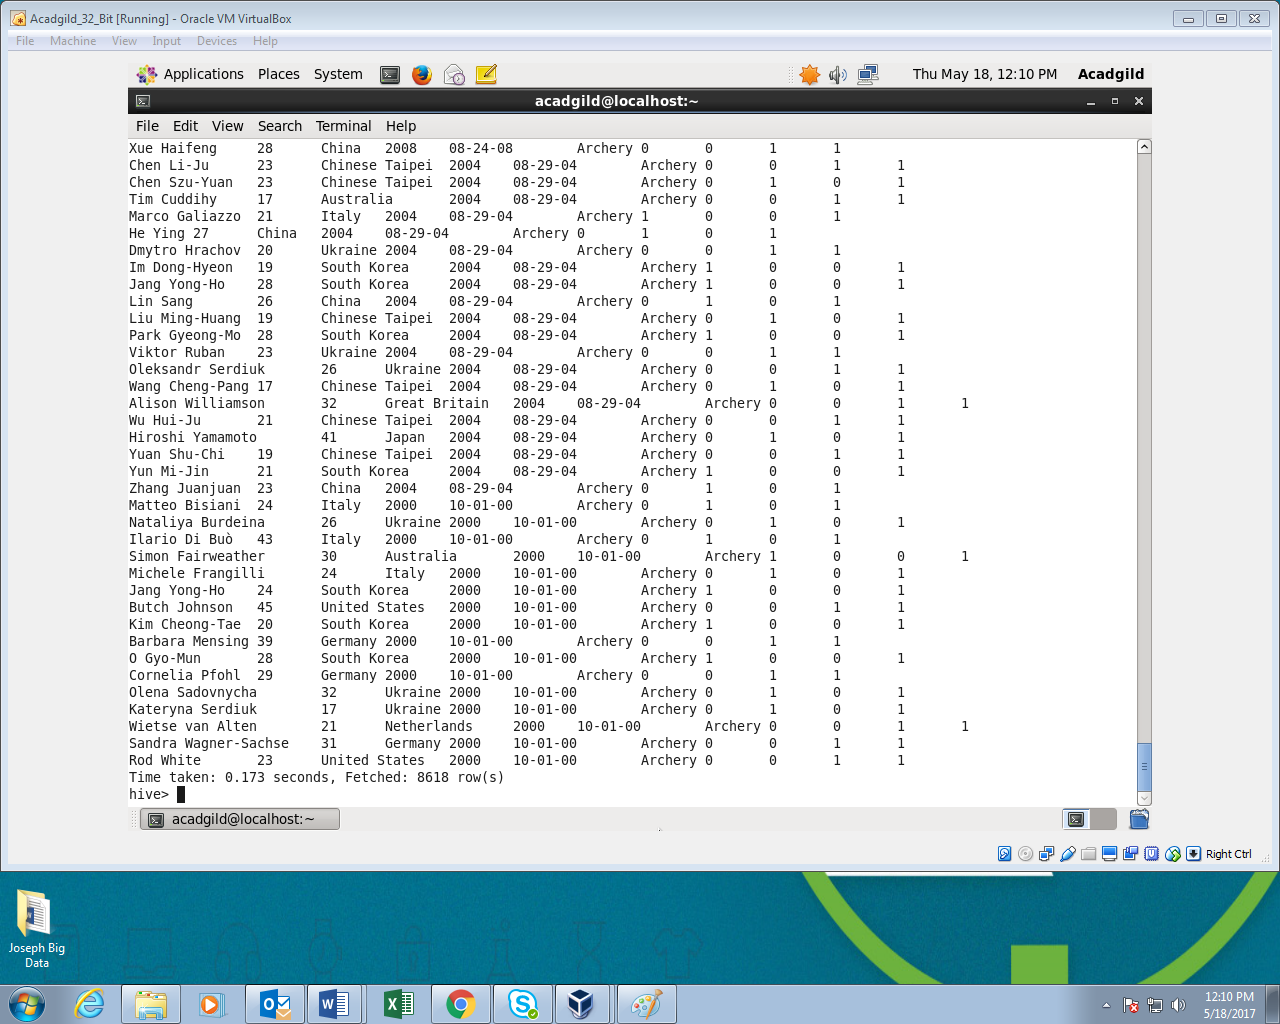 Acadgild_32_Bit [Running] - Oracle VM VirtualBox
File Machine View Input Devices Help
Applications Places System Thu May 18, 12:10 PM Acadgild
acadgild@localhost:~
File Edit View Search Terminal Help
Xue Haifeng 28 China 2008 08-24-08 Archery 0 0 1 1
Chen Li-Ju 23 Chinese Taipei 2004 08-29-04 Archery 0 0 1 1
Chen Szu-Yuan 23 Chinese Taipei 2004 08-29-04 Archery 0 1 0 1
Tim Cuddihy 17 Australia 2004 08-29-04 Archery 0 0 1 1
Marco Galiazzo 21 Italy 2004 08-29-04 Archery 1 0 0 1
He Ying 27 China 2004 08-29-04 Archery 0 1 0 1
Dmytro Hrachov 20 Ukraine 2004 08-29-04 Archery 0 0 1 1
Im Dong-Hyeon 19 South Korea 2004 08-29-04 Archery 1 0 0 1
Jang Yong-Ho 28 South Korea 2004 08-29-04 Archery 1 0 0 1
Lin Sang 26 China 2004 08-29-04 Archery 0 1 0 1
Liu Ming-Huang 19 Chinese Taipei 2004 08-29-04 Archery 0 1 0 1
Park Gyeong-Mo 28 South Korea 2004 08-29-04 Archery 1 0 0 1
Viktor Ruban 23 Ukraine 2004 08-29-04 Archery 0 0 1 1
Oleksandr Serdiuk 26 Ukraine 2004 08-29-04 Archery 0 0 1 1
Wang Cheng-Pang 17 Chinese Taipei 2004 08-29-04 Archery 0 1 0 1
Alison Williamson 32 Great Britain 2004 08-29-04 Archery 0 0 1 1
Wu Hui-Ju 21 Chinese Taipei 2004 08-29-04 Archery 0 0 1 1
Hiroshi Yamamoto 41 Japan 2004 08-29-04 Archery 0 1 0 1
Yuan Shu-Chi 19 Chinese Taipei 2004 08-29-04 Archery 0 0 1 1
Yun Mi-Jin 21 South Korea 2004 08-29-04 Archery 1 0 0 1
Zhang Juanjuan 23 China 2004 08-29-04 Archery 0 1 0 1
Matteo Bisiani 24 Italy 2000 10-01-00 Archery 0 1 0 1
Nataliya Burdeina 26 Ukraine 2000 10-01-00 Archery 0 1 0 1
Ilario Di Buò 43 Italy 2000 10-01-00 Archery 0 1 0 1
Simon Fairweather 30 Australia 2000 10-01-00 Archery 1 0 0 1
Michele Frangilli 24 Italy 2000 10-01-00 Archery 0 1 0 1
Jang Yong-Ho 24 South Korea 2000 10-01-00 Archery 1 0 0 1
Butch Johnson 45 United States 2000 10-01-00 Archery 0 0 1 1
Kim Cheong-Tae 20 South Korea 2000 10-01-00 Archery 1 0 0 1
Barbara Mensing 39 Germany 2000 10-01-00 Archery 0 0 1 1
O Gyo-Mun 28 South Korea 2000 10-01-00 Archery 1 0 0 1
Cornelia Pfohl 29 Germany 2000 10-01-00 Archery 0 0 1 1
Olena Sadovnycha 32 Ukraine 2000 10-01-00 Archery 0 1 0 1
Kateryna Serdiuk 17 Ukraine 2000 10-01-00 Archery 0 1 0 1
Wietse van Alten 21 Netherlands 2000 10-01-00 Archery 0 0 1 1
Sandra Wagner-Sachse 31 Germany 2000 10-01-00 Archery 0 0 1 1
Rod White 23 United States 2000 10-01-00 Archery 0 0 1 1
Time taken: 0.173 seconds, Fetched: 8618 row(s)
hive>
acadgild@localhost:~
Right Ctrl
Joseph Big
Data
12:10 PM
5/18/2017